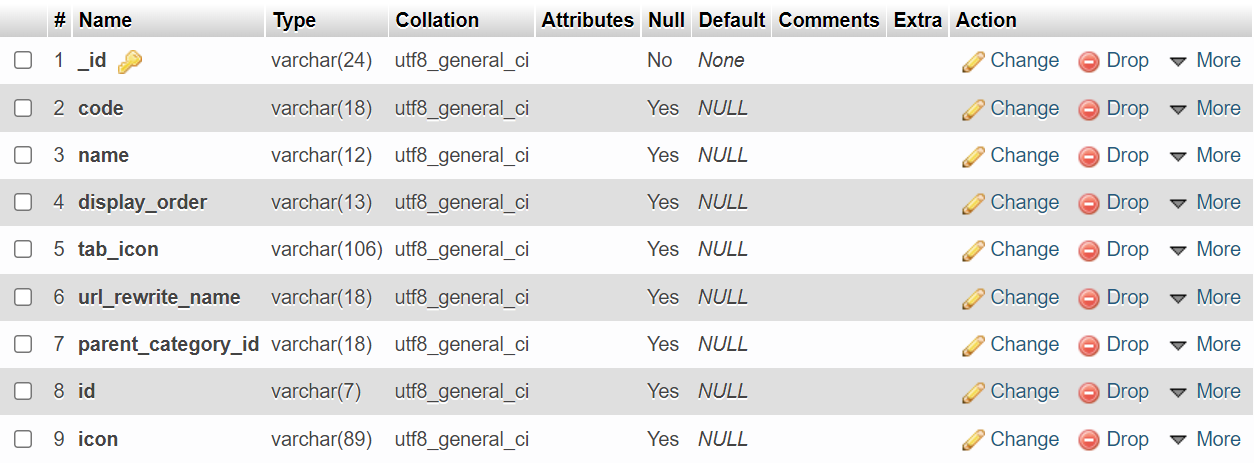 # Name Type Collation Attributes Null Default Comments Extra Action
1 _id varchar(24) utf8_general_ci No None Change Drop More
2 code varchar(18) utf8_general_ci Yes NULL Change Drop More
3 name varchar(12) utf8_general_ci Yes NULL Change Drop More
4 display_order varchar(13) utf8_general_ci Yes NULL Change Drop More
5 tab_icon varchar(106) utf8_general_ci Yes NULL Change Drop More
6 url_rewrite_name varchar(18) utf8_general_ci Yes NULL Change Drop More
7 parent_category_id varchar(18) utf8_general_ci Yes NULL Change Drop More
8 id varchar(7) utf8_general_ci Yes NULL Change Drop More
9 icon varchar(89) utf8_general_ci Yes NULL Change Drop More